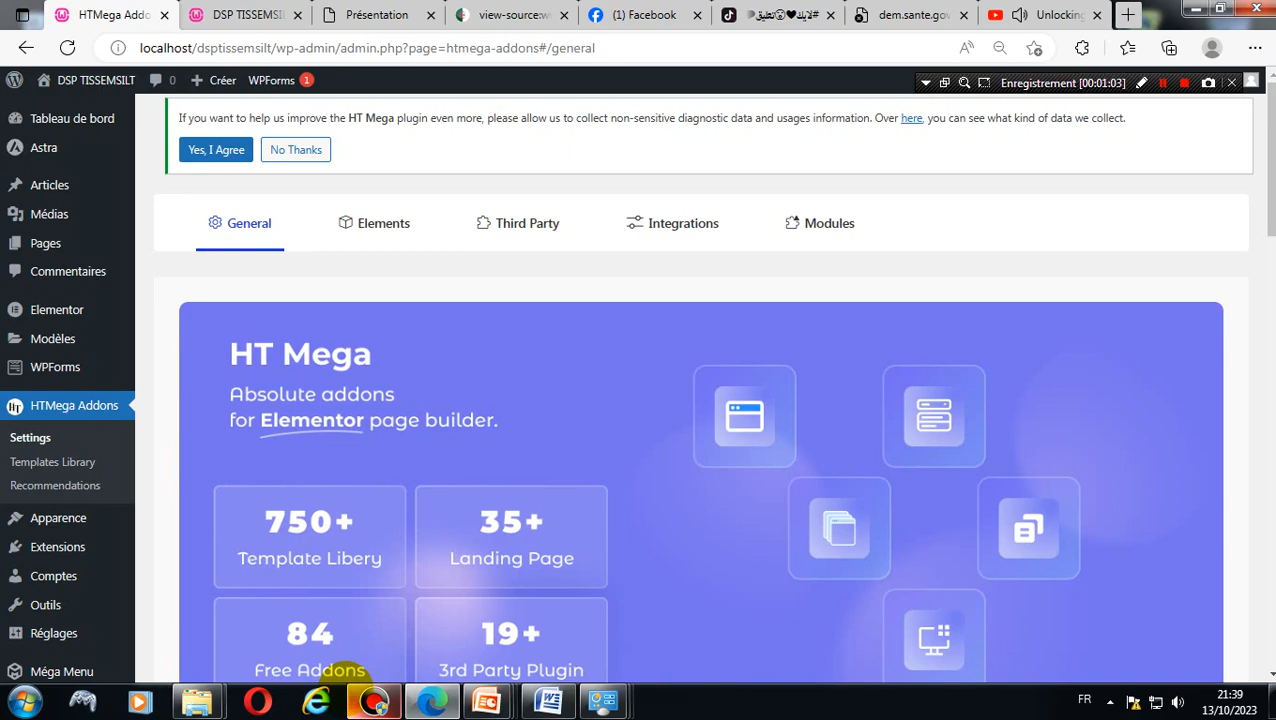 HTMega Addons
DSP TISSEMSILT
Présentation
view-source:w
(1) Facebook
#لايك
dem.sante.gov
Unlocking
localhost/dsptissemsilt/wp-admin/admin.php?page=htmega-addons#/general
DSP TISSEMSILT
0
Créer
WPForms 1
Enregistrement [00:01:03]
If you want to help us improve the HT Mega plugin even more, please allow us to collect non-sensitive diagnostic data and usages information. Over here, you can see what kind of data we collect.
Yes, I Agree
No Thanks
Tableau de bord
Astra
Articles
Médias
Pages
Commentaires
Elementor
Modèles
WPForms
HTMega Addons
Settings
Templates Library
Recommendations
Apparence
Extensions
Comptes
Outils
Réglages
Méga Menu
General
Elements
Third Party
Integrations
Modules
HT Mega
Absolute addons
for Elementor page builder.
750+
Template Libery
35+
Landing Page
84
Free Addons
19+
3rd Party Plugin
FR
21:39
13/10/2023